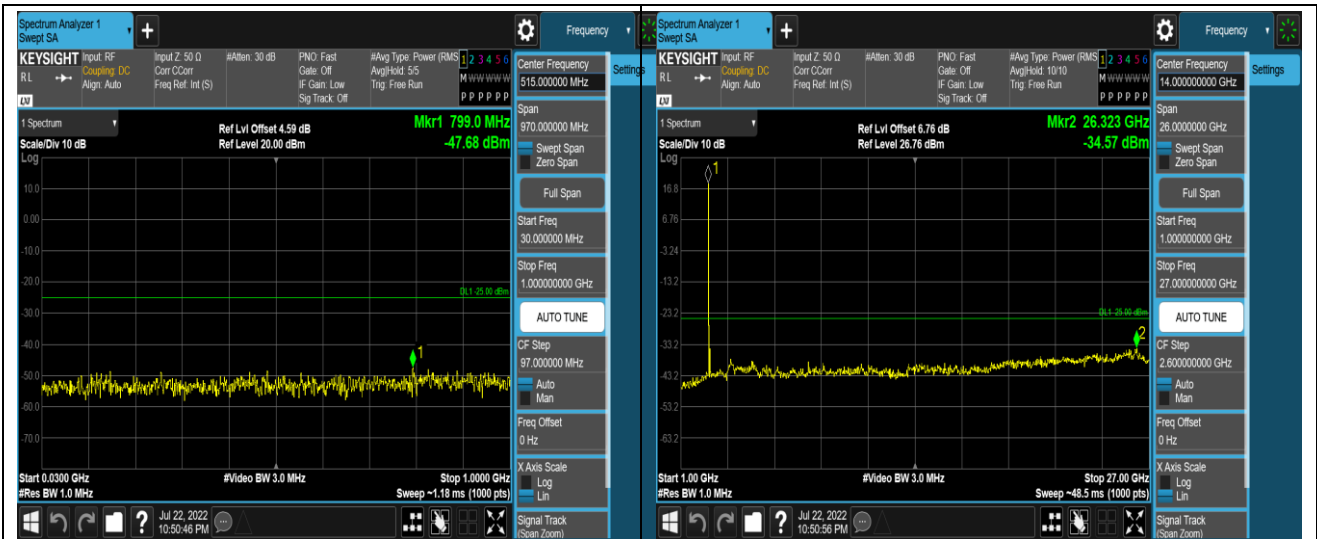 Spectrum Analyzer 1
Swept SA
Frequency
KEYSIGHT
RL
LXI
Input: RF
Coupling: DC
Align: Auto
Input Z: 50 Ω
Corr CCorr
Freq Ref: Int (S)
#Atten: 30 dB
PNO: Fast
Gate: Off
IF Gain: Low
Sig Track: Off
#Avg Type: Power (RMS
Avg|Hold: 5/5
Trig: Free Run
1 2 3 4 5 6
M W W W W W
P P P P P P
Center Frequency
515.000000 MHz
Settings
1 Spectrum
Scale/Div 10 dB
Log
Ref Lvl Offset 4.59 dB
Ref Level 20.00 dBm
Mkr1 799.0 MHz
-47.68 dBm
10.0
0.00
-10.0
-20.0
-30.0
-40.0
-50.0
-60.0
-70.0
DL1 -25.00 dBm
1
Start 0.0300 GHz
#Res BW 1.0 MHz
#Video BW 3.0 MHz
Stop 1.0000 GHz
Sweep ~1.18 ms (1000 pts)
Span
970.000000 MHz
Swept Span
Zero Span
Full Span
Start Freq
30.000000 MHz
Stop Freq
1.000000000 GHz
AUTO TUNE
CF Step
97.000000 MHz
Auto
Man
Freq Offset
0 Hz
X Axis Scale
Log
Lin
Signal Track
(Span Zoom)
?
Jul 22, 2022
10:50:46 PM
Spectrum Analyzer 1
Swept SA
Frequency
KEYSIGHT
RL
LXI
Input: RF
Coupling: DC
Align: Auto
Input Z: 50 Ω
Corr CCorr
Freq Ref: Int (S)
#Atten: 30 dB
PNO: Fast
Gate: Off
IF Gain: Low
Sig Track: Off
#Avg Type: Power (RMS
Avg|Hold: 10/10
Trig: Free Run
1 2 3 4 5 6
M W W W W W
P P P P P P
Center Frequency
14.000000000 GHz
Settings
1 Spectrum
Scale/Div 10 dB
Log
Ref Lvl Offset 6.76 dB
Ref Level 26.76 dBm
Mkr2 26.323 GHz
-34.57 dBm
1
16.8
6.76
-3.24
-13.2
-23.2
-33.2
-43.2
-53.2
-63.2
DL1 -25.00 dBm
2
Start 1.00 GHz
#Res BW 1.0 MHz
#Video BW 3.0 MHz
Stop 27.00 GHz
Sweep ~48.5 ms (1000 pts)
Span
26.0000000 GHz
Swept Span
Zero Span
Full Span
Start Freq
1.000000000 GHz
Stop Freq
27.000000000 GHz
AUTO TUNE
CF Step
2.600000000 GHz
Auto
Man
Freq Offset
0 Hz
X Axis Scale
Log
Lin
Signal Track
(Span Zoom)
?
Jul 22, 2022
10:50:56 PM